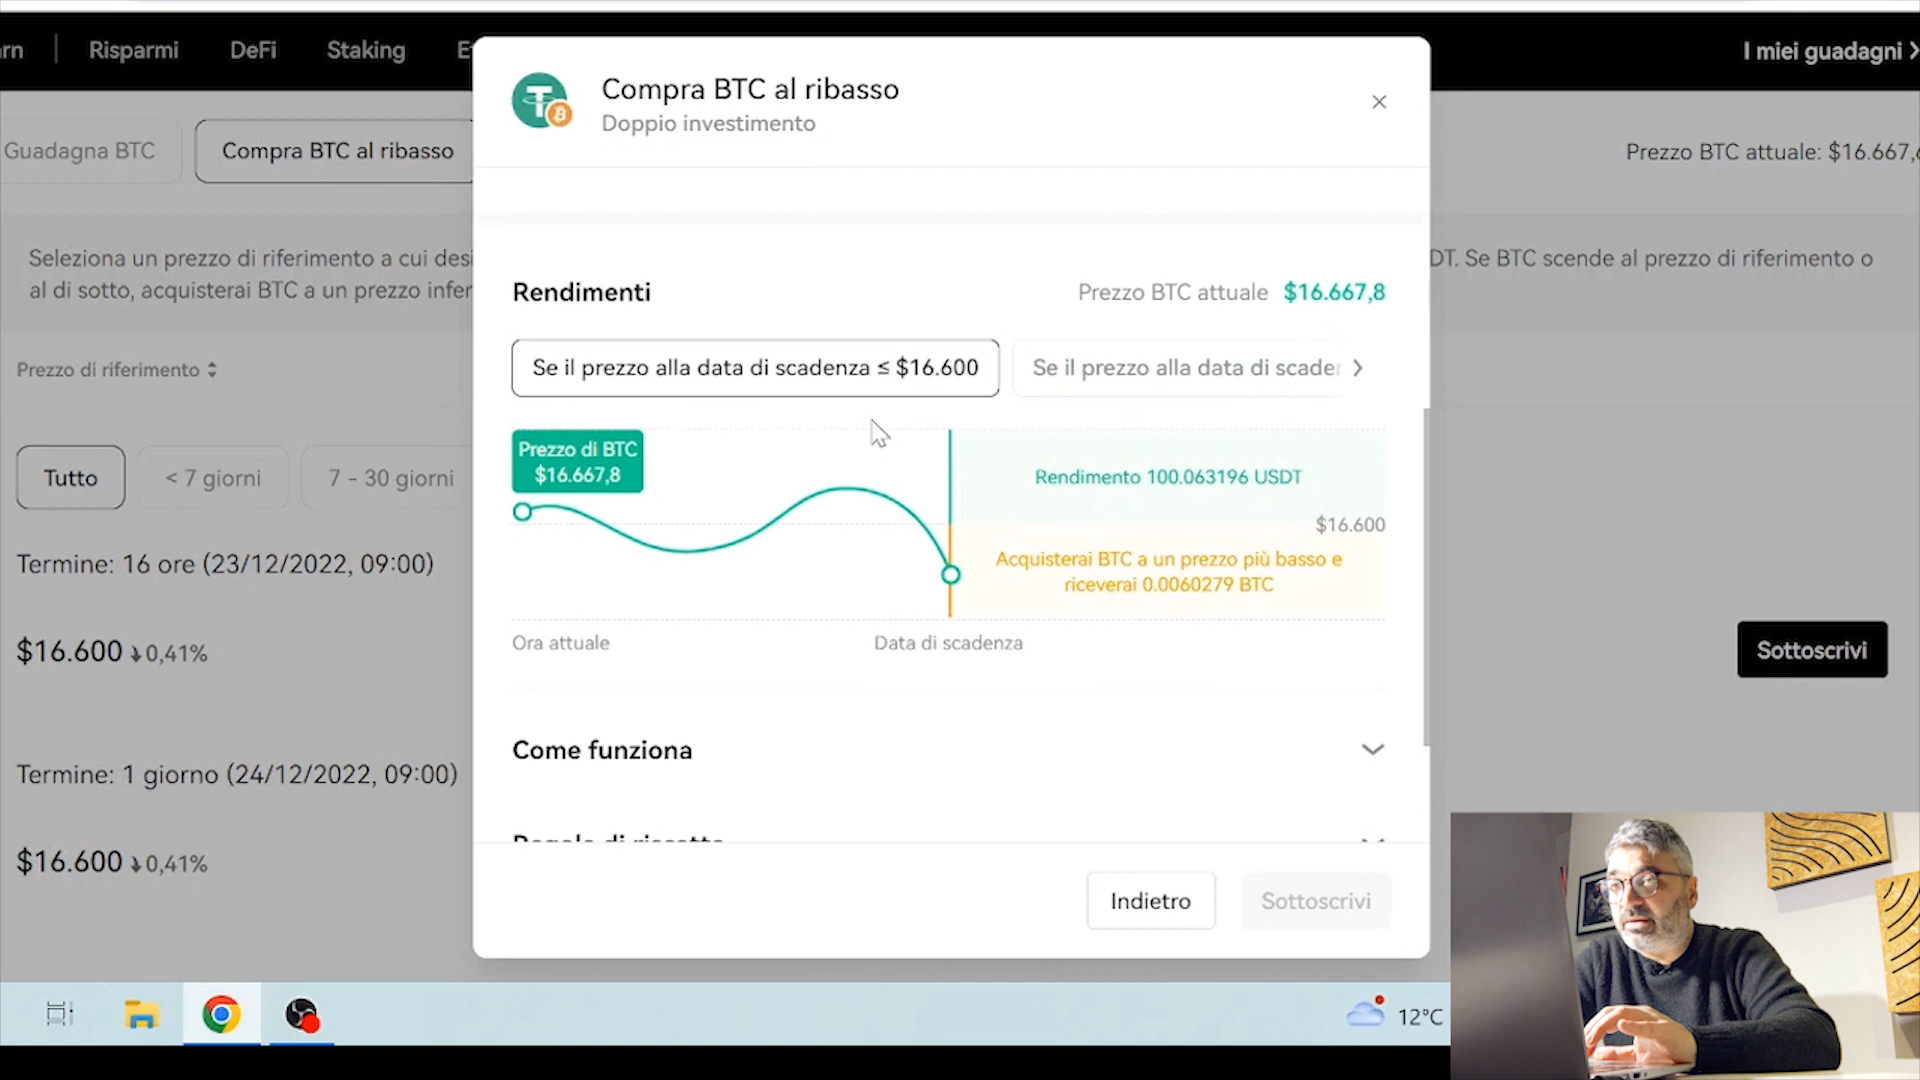 Risparmi
DeFi
Staking
I miei guadagni
Guadagna BTC
Compra BTC al ribasso
Prezzo BTC attuale: $16.667,
Seleziona un prezzo di riferimento a cui desi
al di sotto, acquisterai BTC a un prezzo infer
DT. Se BTC scende al prezzo di riferimento o
Prezzo di riferimento
Tutto
< 7 giorni
7 - 30 giorni
Termine: 16 ore (23/12/2022, 09:00)
$16.600 0,41%
Sottoscrivi
Termine: 1 giorno (24/12/2022, 09:00)
$16.600 0,41%
Compra BTC al ribasso
Doppio investimento
Rendimenti
Prezzo BTC attuale $16.667,8
Se il prezzo alla data di scadenza ≤ $16.600
Se il prezzo alla data di scader
Prezzo di BTC
$16.667,8
Rendimento 100.063196 USDT
$16.600
Acquisterai BTC a un prezzo più basso e
riceverai 0.0060279 BTC
Ora attuale
Data di scadenza
Come funziona
Indietro
Sottoscrivi
12°C